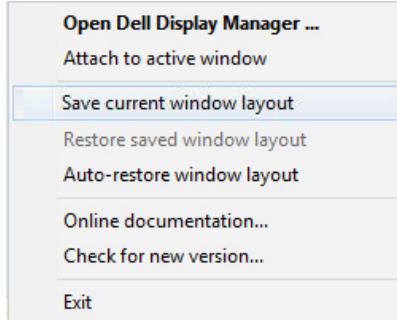 Open Dell Display Manager ...
Attach to active window
Save current window layout
Restore saved window layout
Auto-restore window layout
Online documentation...
Check for new version...
Exit